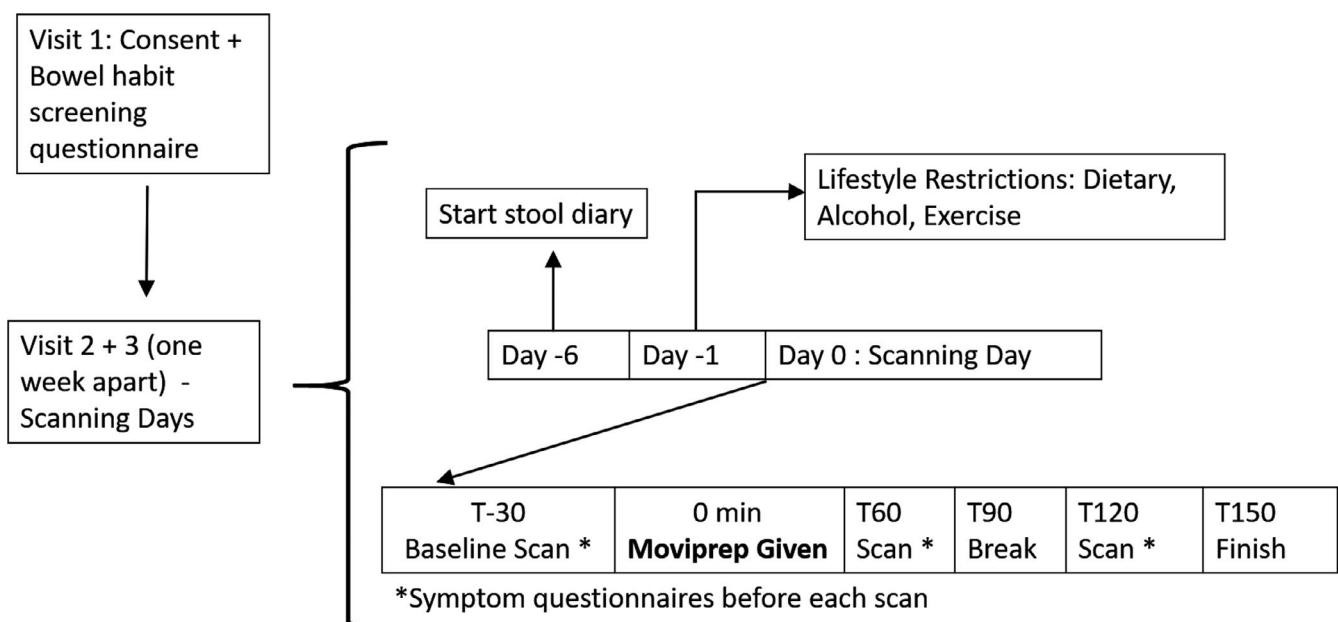 Visit 1: Consent +
Bowel habit
screening
questionnaire
Visit 2 + 3 (one
week apart) -
Scanning Days
Start stool diary
Lifestyle Restrictions: Dietary,
Alcohol, Exercise
Day -6
Day -1
Day 0 : Scanning Day
T-30
Baseline Scan *
0 min
Moviprep Given
T60
Scan *
T90
Break
T120
Scan *
T150
Finish
*Symptom questionnaires before each scan